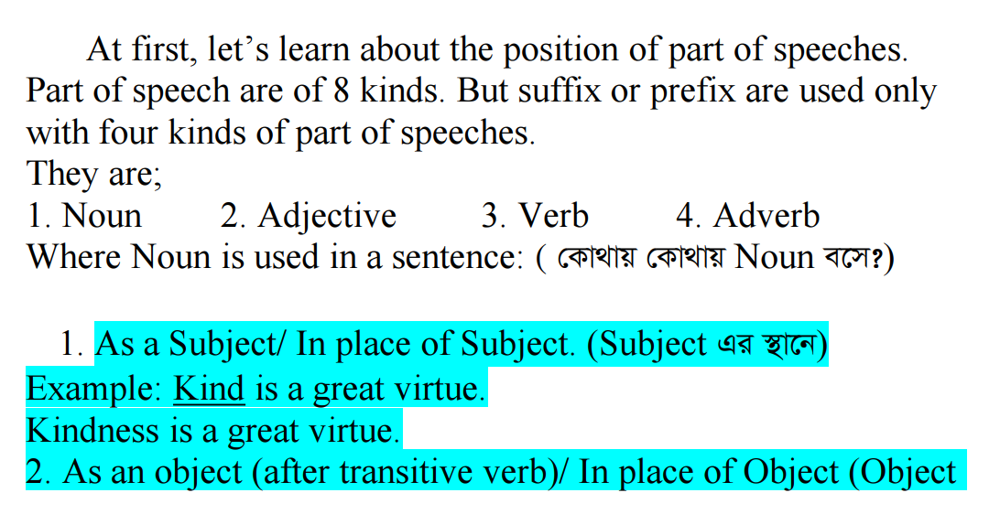 At first, let’s learn about the position of part of speeches.
Part of speech are of 8 kinds. But suffix or prefix are used only
with four kinds of part of speeches.
They are;
1. Noun 2. Adjective 3. Verb 4. Adverb
Where Noun is used in a sentence: ( কোথায় কোথায় Noun বসে?)
1. As a Subject/ In place of Subject. (Subject এর স্থানে)
Example: Kind is a great virtue.
Kindness is a great virtue.
2. As an object (after transitive verb)/ In place of Object (Object